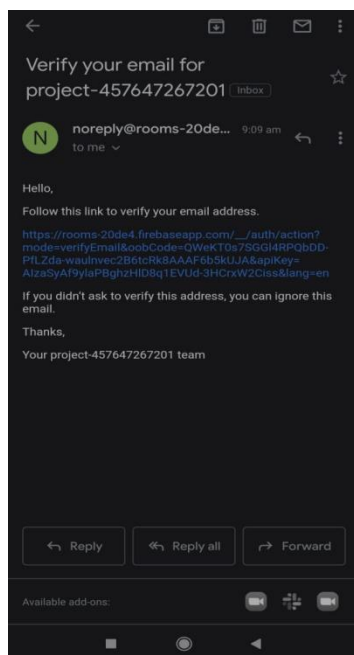 Verify your email for
project-457647267201 Inbox
N
noreply@rooms-20de... 9:09 am
to me
Hello,
Follow this link to verify your email address.
https://rooms-20de4.firebaseapp.com/__/auth/action?
mode=verifyEmail&oobCode=QWeKT0s7SGGl4RPQbDD-
PfLZda-waulnvec2B6tcRk8AAAF6b5kUJA&apiKey=
AIzaSyAf9ylaPBghzHlD8q1EVUd-3HCrxW2Ciss&lang=en
If you didn't ask to verify this address, you can ignore this
email.
Thanks,
Your project-457647267201 team
Reply
Reply all
Forward
Available add-ons: